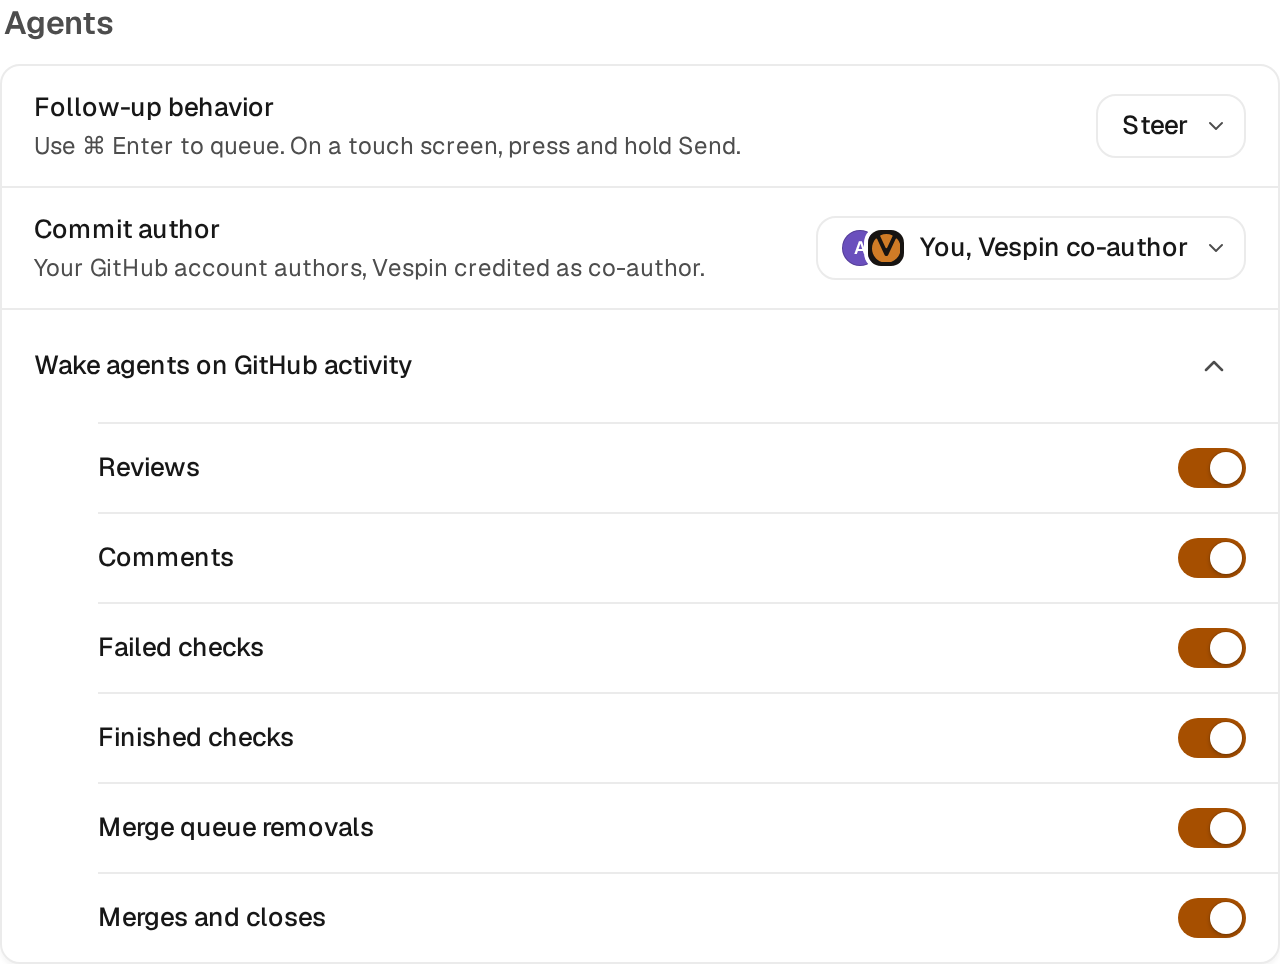 Agents
Follow-up behavior
Use ⌘ Enter to queue. On a touch screen, press and hold Send.
Steer
Commit author
Your GitHub account authors, Vespin credited as co-author.
A V You, Vespin co-author
Wake agents on GitHub activity
Reviews
Comments
Failed checks
Finished checks
Merge queue removals
Merges and closes